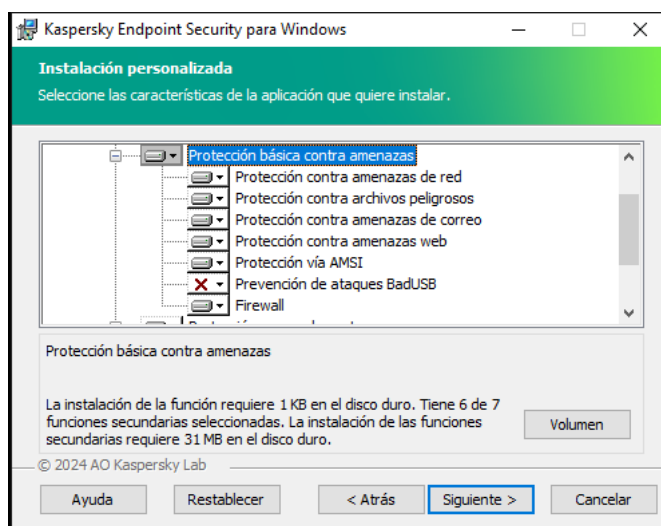 Kaspersky Endpoint Security para Windows
Instalación personalizada
Seleccione las características de la aplicación que quiere instalar.
Protección básica contra amenazas
Protección contra amenazas de red
Protección contra archivos peligrosos
Protección contra amenazas de correo
Protección contra amenazas web
Protección vía AMSI
Prevención de ataques BadUSB
Firewall
Protección básica contra amenazas
La instalación de la función requiere 1 KB en el disco duro. Tiene 6 de 7
funciones secundarias seleccionadas. La instalación de las funciones
secundarias requiere 31 MB en el disco duro.
Volumen
© 2024 AO Kaspersky Lab
Ayuda
Restablecer
< Atrás
Siguiente >
Cancelar